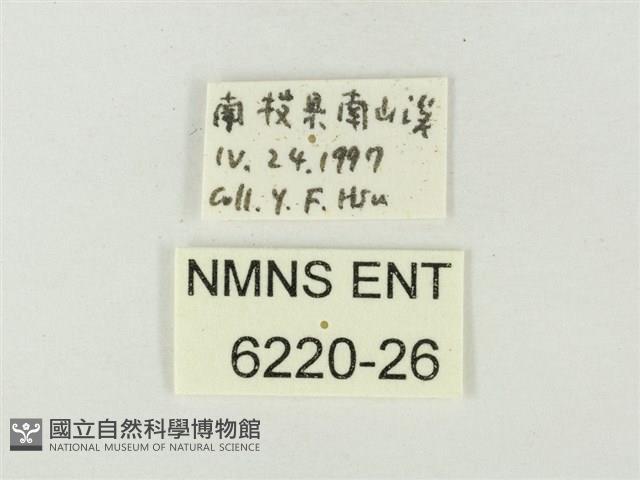 南投県南山溪
IV. 24. 1997
Coll. Y. F. Hsu
NMNS ENT
6220-26
國立自然科學博物館
NATIONAL MUSEUM OF NATURAL SCIENCE